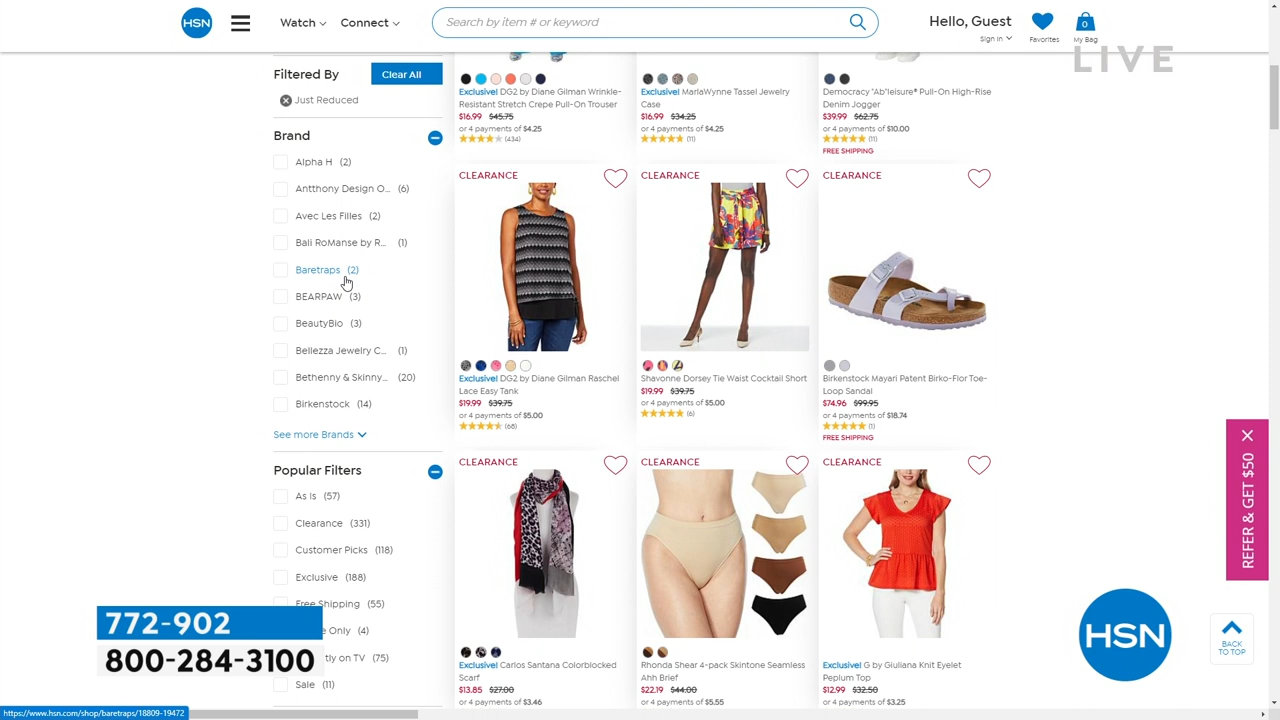 HSN
Watch
Connect
Search by item # or keyword
Hello, Guest
Sign In
Favorites
0
My Bag
LIVE
Filtered By
Clear All
Just Reduced
Brand
Alpha H (2)
Antthony Design O... (6)
Avec Les Filles (2)
Bali RoManse by R... (1)
Baretraps (2)
BEARPAW (3)
BeautyBio (3)
Bellezza Jewelry C... (1)
Bethenny & Skinny... (20)
Birkenstock (14)
See more Brands
Popular Filters
As Is (57)
Clearance (331)
Customer Picks (118)
Exclusive (188)
Free Shipping (55)
e Only (4)
tly on TV (75)
Sale (11)
Exclusive! DG2 by Diane Gilman Wrinkle-
Resistant Stretch Crepe Pull-On Trouser
$16.99 $45.75
or 4 payments of $4.25
(434)
Exclusive! MarlaWynne Tassel Jewelry
Case
$16.99 $34.25
or 4 payments of $4.25
(11)
Democracy "Ab"leisure® Pull-On High-Rise
Denim Jogger
$39.99 $62.75
or 4 payments of $10.00
(11)
FREE SHIPPING
CLEARANCE
Exclusive! DG2 by Diane Gilman Raschel
Lace Easy Tank
$19.99 $39.75
or 4 payments of $5.00
(68)
CLEARANCE
Shavonne Dorsey Tie Waist Cocktail Short
$19.99 $39.75
or 4 payments of $5.00
(6)
CLEARANCE
Birkenstock Mayari Patent Birko-Flor Toe-
Loop Sandal
$74.96 $99.95
or 4 payments of $18.74
(1)
FREE SHIPPING
CLEARANCE
Exclusive! Carlos Santana Colorblocked
Scarf
$13.85 $27.00
or 4 payments of $3.46
CLEARANCE
Rhonda Shear 4-pack Skintone Seamless
Ahh Brief
$22.19 $44.00
or 4 payments of $5.55
CLEARANCE
Exclusive! G by Giuliana Knit Eyelet
Peplum Top
$12.99 $32.50
or 4 payments of $3.25
REFER & GET $50
772-902
800-284-3100
HSN
BACK
TO TOP
https://www.hsn.com/shop/baretraps/18809-19472